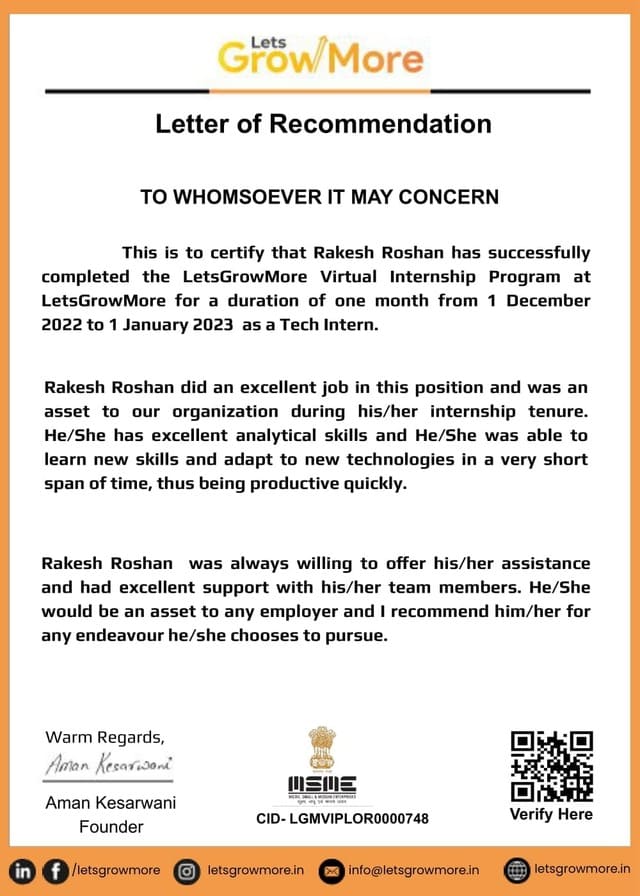 Lets
GrowMore
Letter of Recommendation
TO WHOMSOEVER IT MAY CONCERN
This is to certify that Rakesh Roshan has successfully
completed the LetsGrowMore Virtual Internship Program at
LetsGrowMore for a duration of one month from 1 December
2022 to 1 January 2023 as a Tech Intern.
Rakesh Roshan did an excellent job in this position and was an
asset to our organization during his/her internship tenure.
He/She has excellent analytical skills and He/She was able to
learn new skills and adapt to new technologies in a very short
span of time, thus being productive quickly.
Rakesh Roshan was always willing to offer his/her assistance
and had excellent support with his/her team members. He/She
would be an asset to any employer and I recommend him/her for
any endeavour he/she chooses to pursue.
Warm Regards,
Aman Kesarwani
Aman Kesarwani
Founder
MSME
MICRO, SMALL & MEDIUM ENTERPRISES
CID- LGMVIPLOR0000748
Verify Here
/letsgrowmore
letsgrowmore.in
info@letsgrowmore.in
letsgrowmore.in